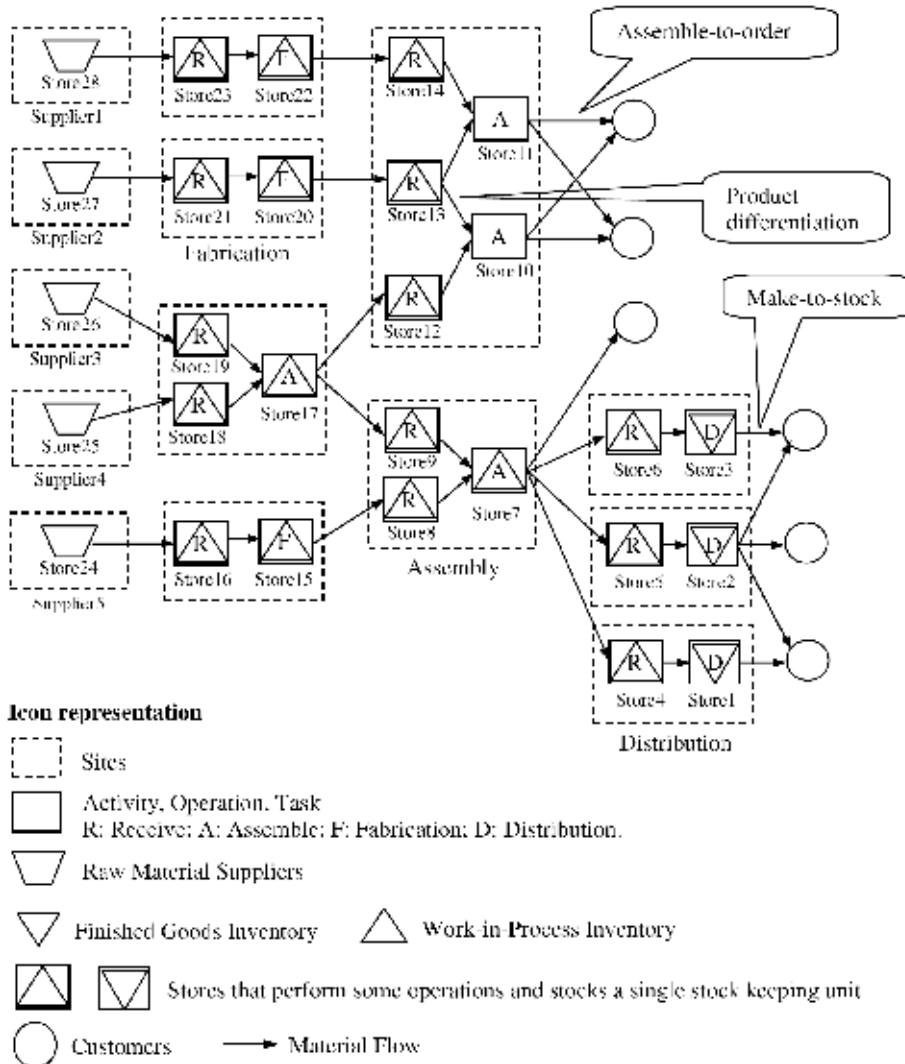 Assemble-to-order
R
F
R
Store28
Store23
Store22
Store14
Supplier1
A
Store11
R
F
R
Store27
Store21
Store20
Store13
Product
differentiation
Supplier2
Fabrication
A
Store10
R
Store26
Store12
Make-to-stock
Supplier3
R
Store19
A
Store17
R
Store25
Store18
Supplier4
R
Store9
R
D
Store6
Store3
A
Store7
R
Store8
R
F
Store24
Store16
Store15
Supplier5
Assembly
R
D
Store5
Store2
R
D
Store4
Store1
Distribution
Icon representation
Sites
Activity, Operation, Task
R: Receive; A: Assemble; F: Fabrication; D: Distribution.
Raw Material Suppliers
Finished Goods Inventory
Work-in-Process Inventory
Stores that perform some operations and stocks a single stock keeping unit
Customers
Material Flow